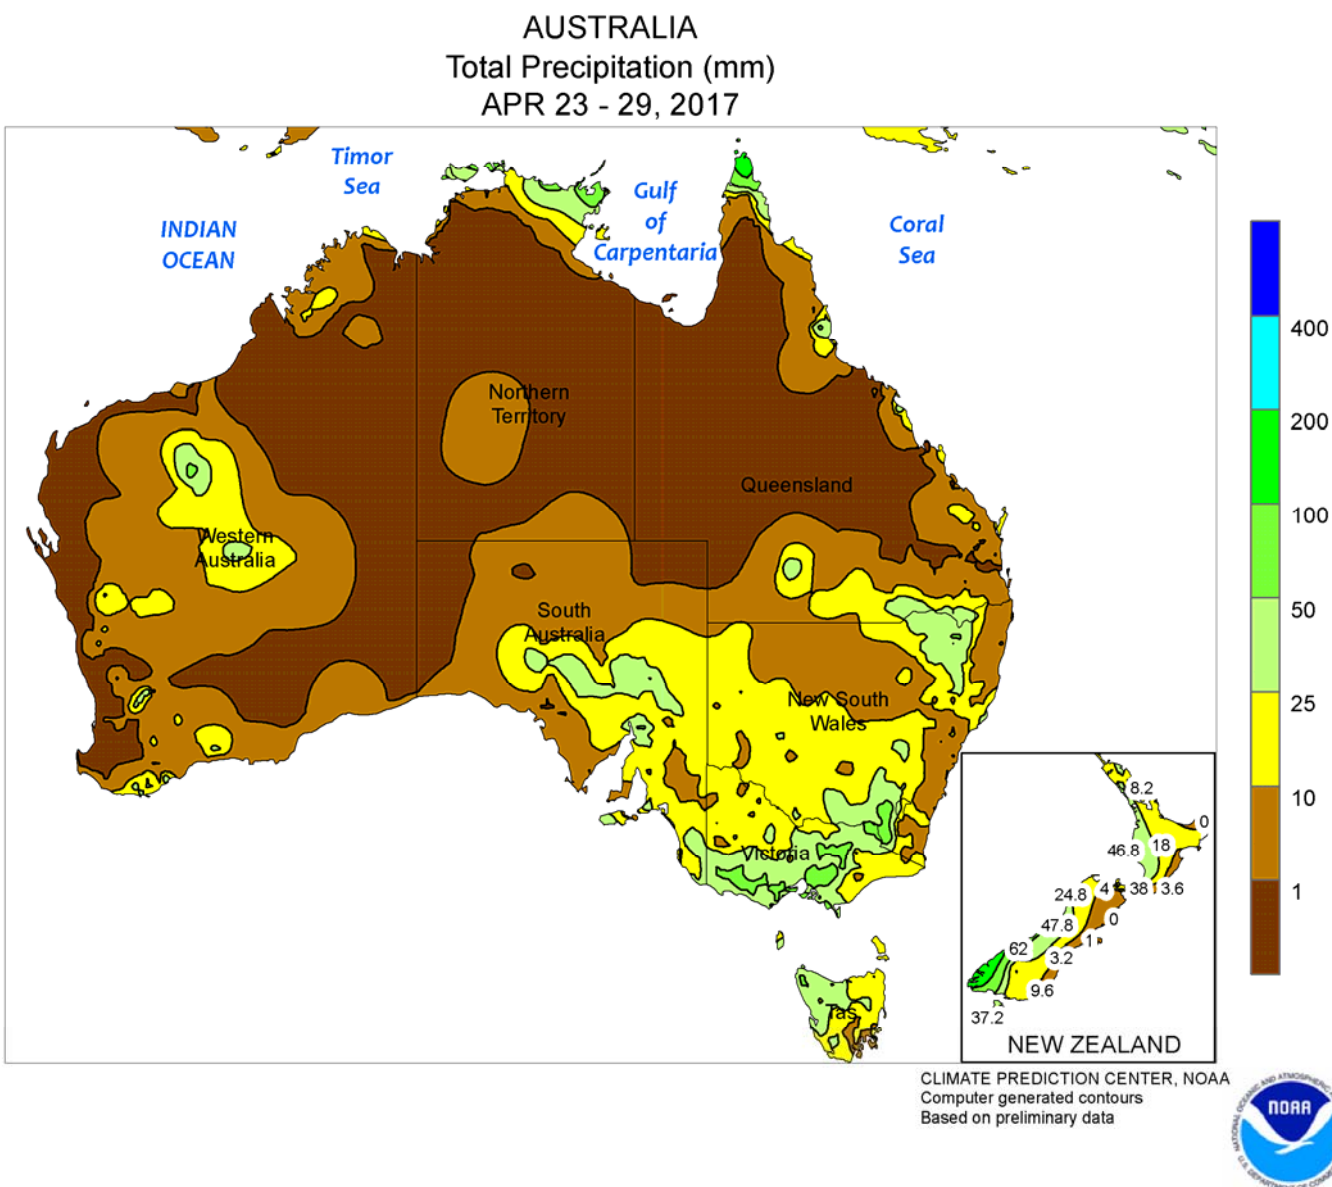 AUSTRALIA
Total Precipitation (mm)
APR 23 - 29, 2017
Timor
Sea
Gulf
of
Carpentaria
INDIAN
OCEAN
Coral
Sea
400
200
100
50
25
10
1
Northern
Territory
Queensland
Western
Australia
South
Australia
New South
Wales
Victoria
Tas
8.2
0
46.8
18
38
3.6
24.8
4
0
47.8
1
62
3.2
9.6
37.2
NEW ZEALAND
CLIMATE PREDICTION CENTER, NOAA
Computer generated contours
Based on preliminary data
NOAA